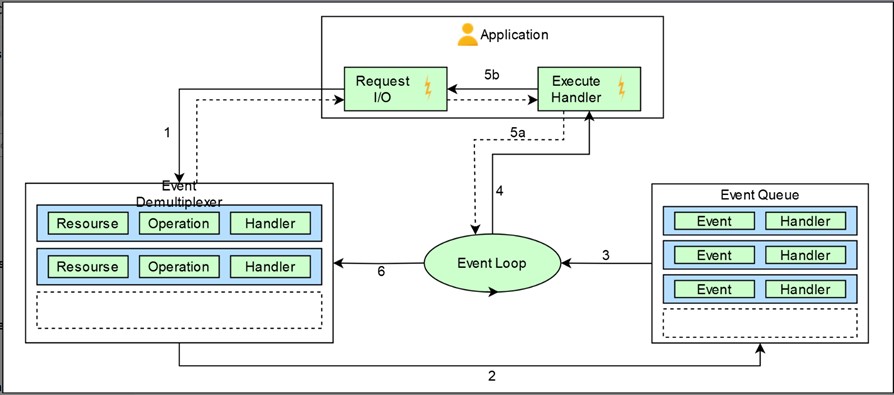 Application
Request
I/O
5b
Execute
Handler
1
5a
4
Event
Demultiplexer
Resourse
Operation
Handler
Resourse
Operation
Handler
Event Loop
6
3
Event Queue
Event
Handler
Event
Handler
Event
Handler
2